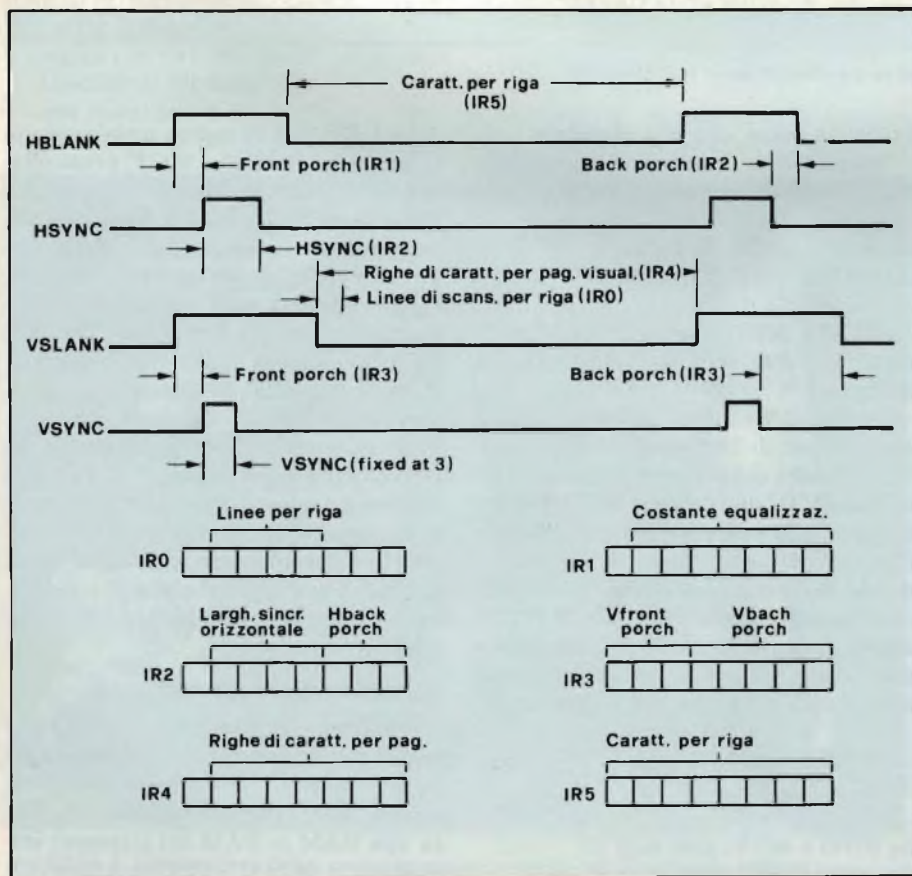 Caratt. per riga
(IR5)
HBLANK
Front porch (IR1)
Back porch (IR2)
HSYNC
HSYNC (IR2)
Righe di caratt. per pag. visual. (IR4)
Linee di scans. per riga (IR0)
VSLANK
Front porch (IR3)
Back porch (IR3)
VSYNC
VSYNC (fixed at 3)
Linee per riga
IR0
Costante equalizzaz.
IR1
Largh. sincr.
orizzontale
Hback
porch
IR2
Vfront
porch
Vbach
porch
IR3
Righe di caratt. per pag.
IR4
Caratt. per riga
IR5